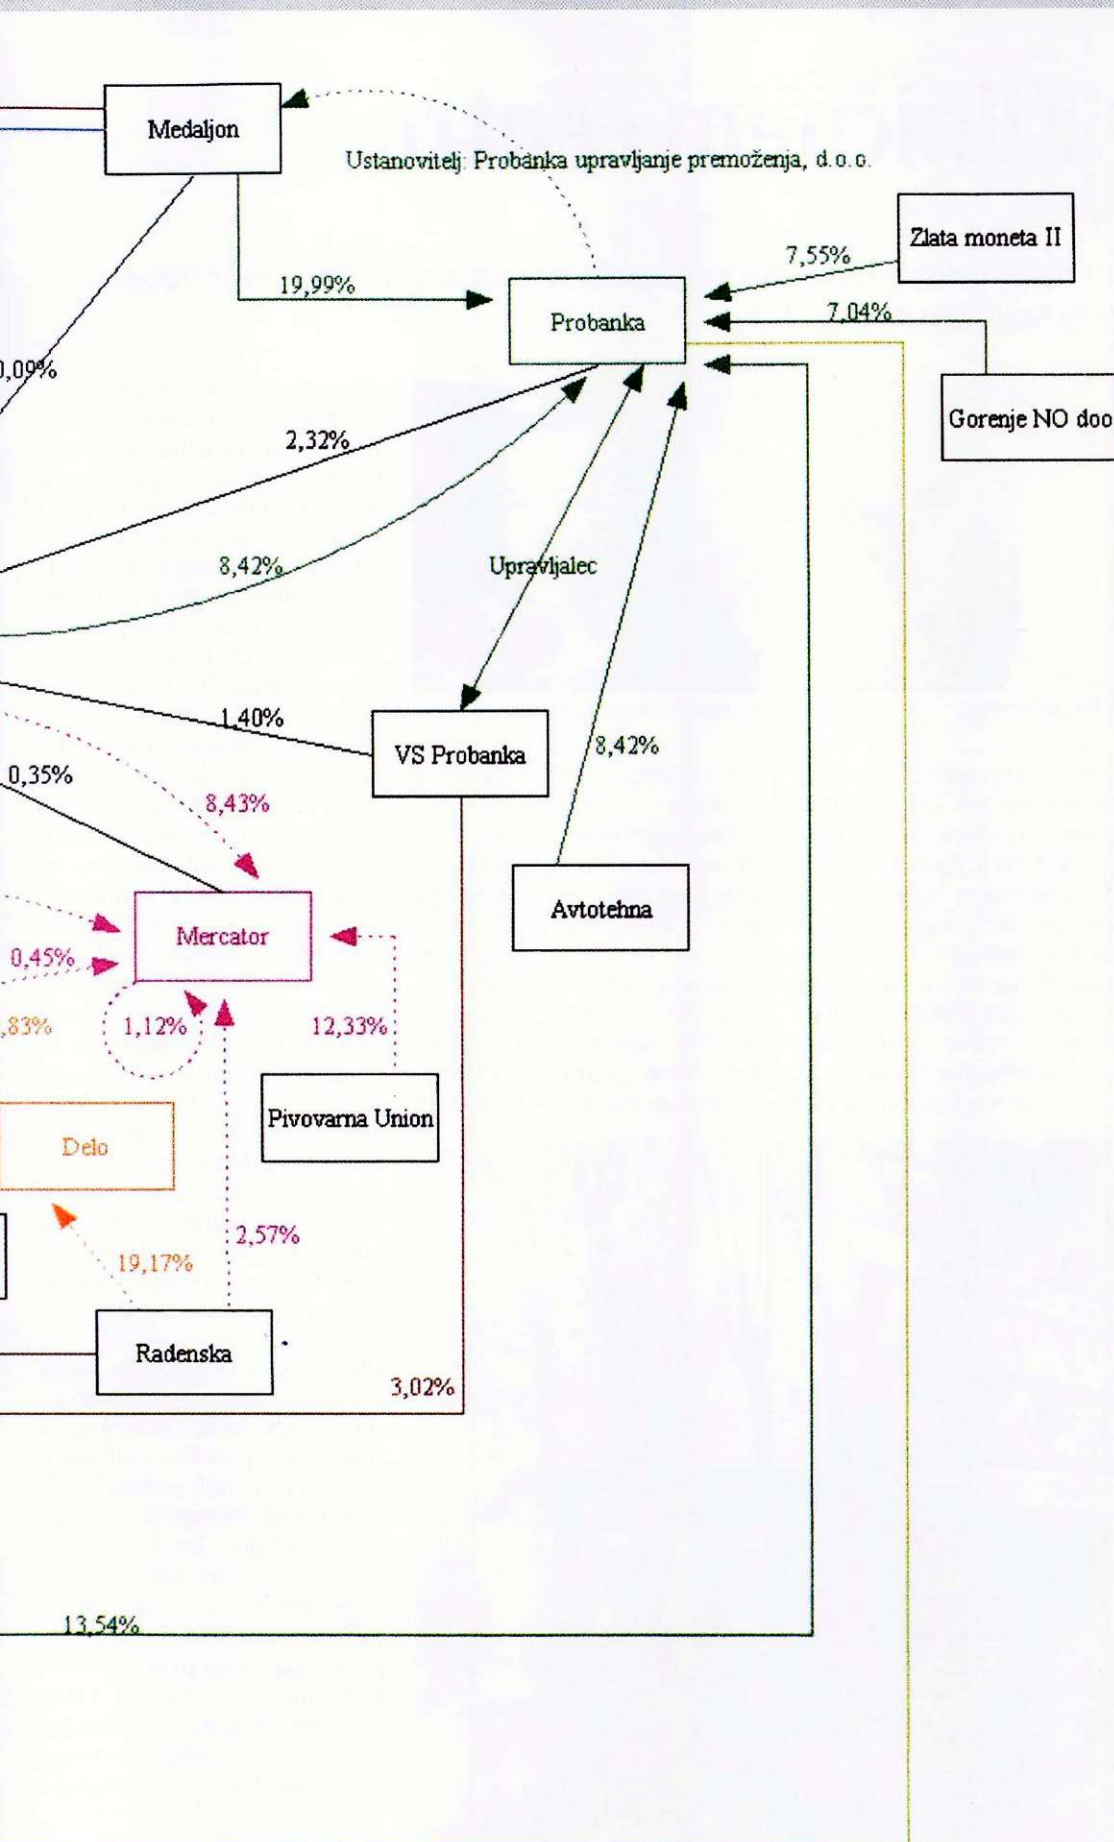 Medaljon
Ustanovitelj: Probanka upravljanje premoženja, d.o.o.
Zlata moneta II
7,55%
19,99%
7,04%
Probanka
0,09%
Gorenje NO doo
2,32%
8,42%
Upravljalec
1,40%
VS Probanka
8,42%
0,35%
8,43%
Avtotehna
Mercator
0,45%
,83%
1,12%
12,33%
Pivovarna Union
Delo
2,57%
19,17%
Radenska
3,02%
13,54%